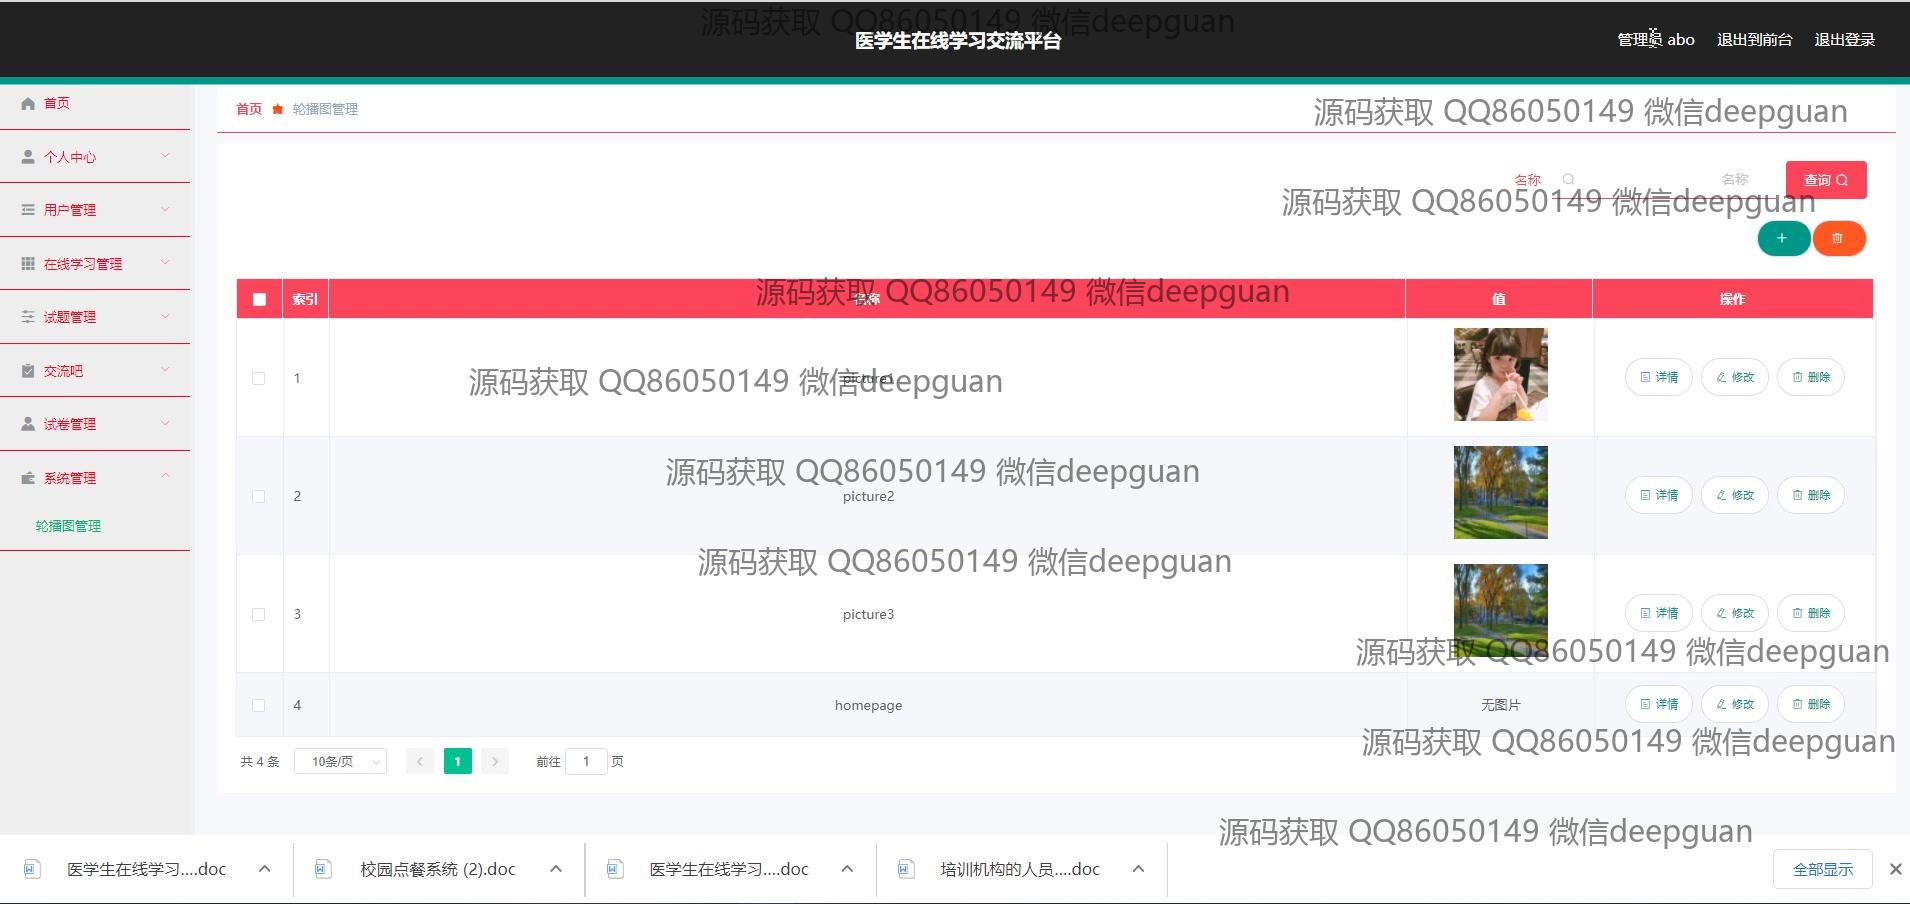 源码获取 QQ86050149 微信deepguan
医学生在线学习交流平台
管理员 abo 退出到前台 退出登录
首页
个人中心
用户管理
在线学习管理
试题管理
交流吧
试卷管理
系统管理
轮播图管理
首页 轮播图管理
源码获取 QQ86050149 微信deepguan
名称 名称 查询
源码获取 QQ86050149 微信deepguan
索引 名称 值 操作
源码获取 QQ86050149 微信deepguan
1 picture1 详情 修改 删除
源码获取 QQ86050149 微信deepguan
源码获取 QQ86050149 微信deepguan
2 picture2 详情 修改 删除
源码获取 QQ86050149 微信deepguan
3 picture3 详情 修改 删除
源码获取 QQ86050149 微信deepguan
4 homepage 无图片 详情 修改 删除
源码获取 QQ86050149 微信deepguan
共 4 条 10条/页 1 前往 1 页
源码获取 QQ86050149 微信deepguan
医学生在线学习....doc 校园点餐系统 (2).doc 医学生在线学习....doc 培训机构的人员....doc 全部显示